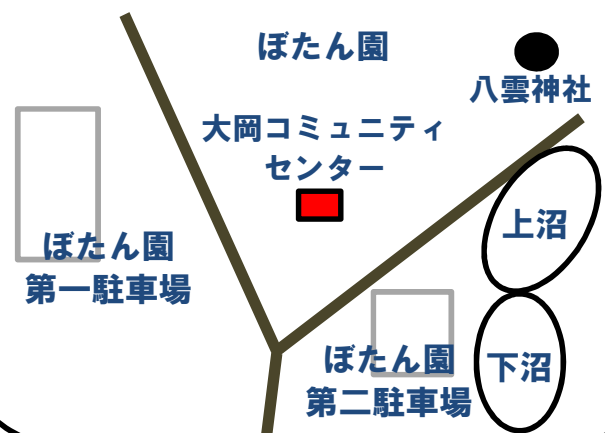 ぼたん園
八雲神社
大岡コミュニティ
センター
上沼
ぼたん園
第一駐車場
ぼたん園
第二駐車場
下沼